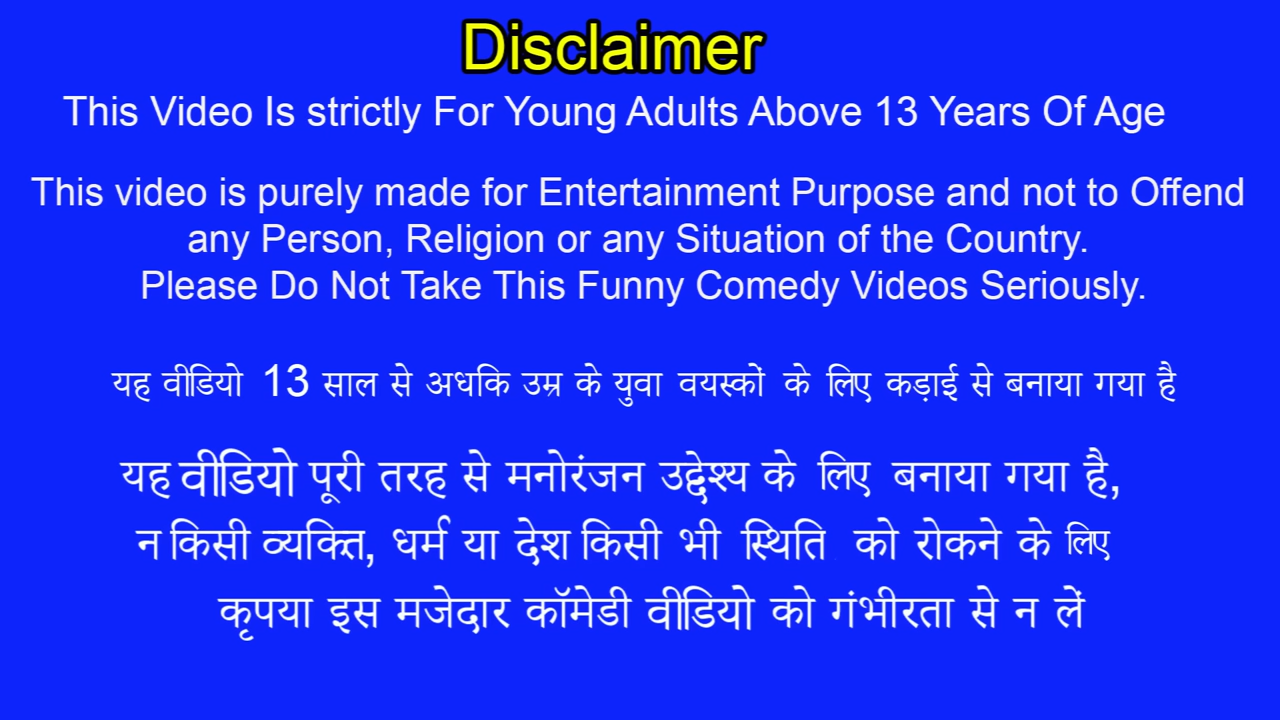 Disclaimer
This Video Is strictly For Young Adults Above 13 Years Of Age
This video is purely made for Entertainment Purpose and not to Offend
any Person, Religion or any Situation of the Country.
Please Do Not Take This Funny Comedy Videos Seriously.
यह वीडियो 13 साल से अधकि उम्र के युवा वयस्कों के लिए कड़ाई से बनाया गया है
यह वीडियो पूरी तरह से मनोरंजन उद्देश्य के लिए बनाया गया है,
न किसी व्यक्ति, धर्म या देश किसी भी स्थिति को रोकने के लिए
कृपया इस मजेदार कॉमेडी वीडियो को गंभीरता से न लें